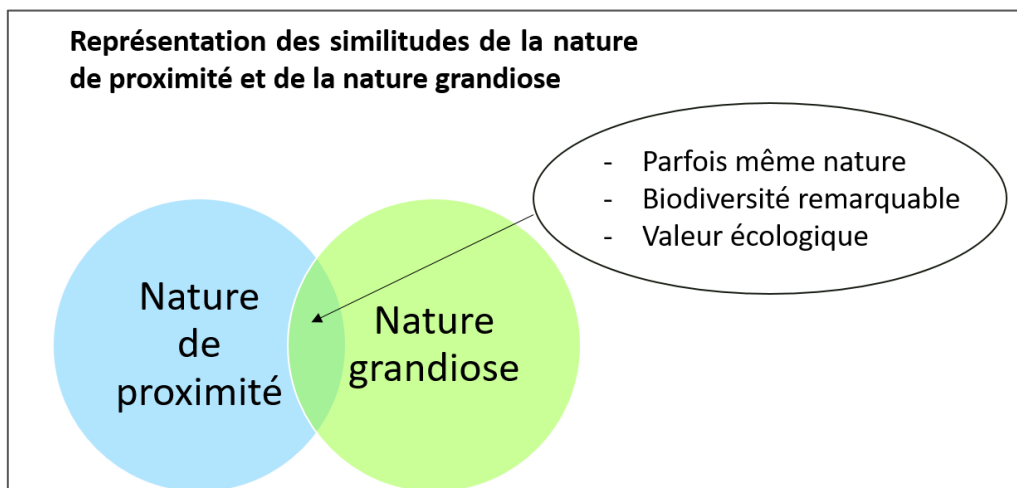 Représentation des similitudes de la nature
de proximité et de la nature grandiose
- Parfois même nature
- Biodiversité remarquable
- Valeur écologique
Nature
de
proximité
Nature
grandiose